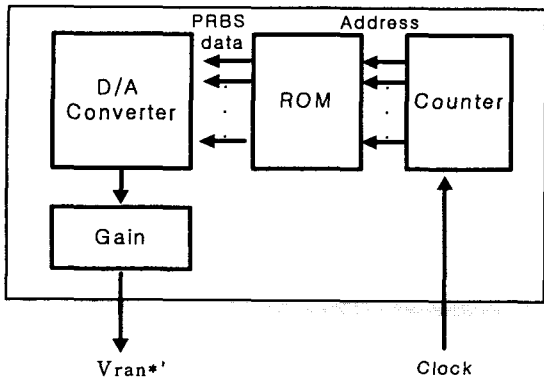 PRBS
data
Address
D/A
Converter
ROM
Counter
Gain
Vran*'
Clock